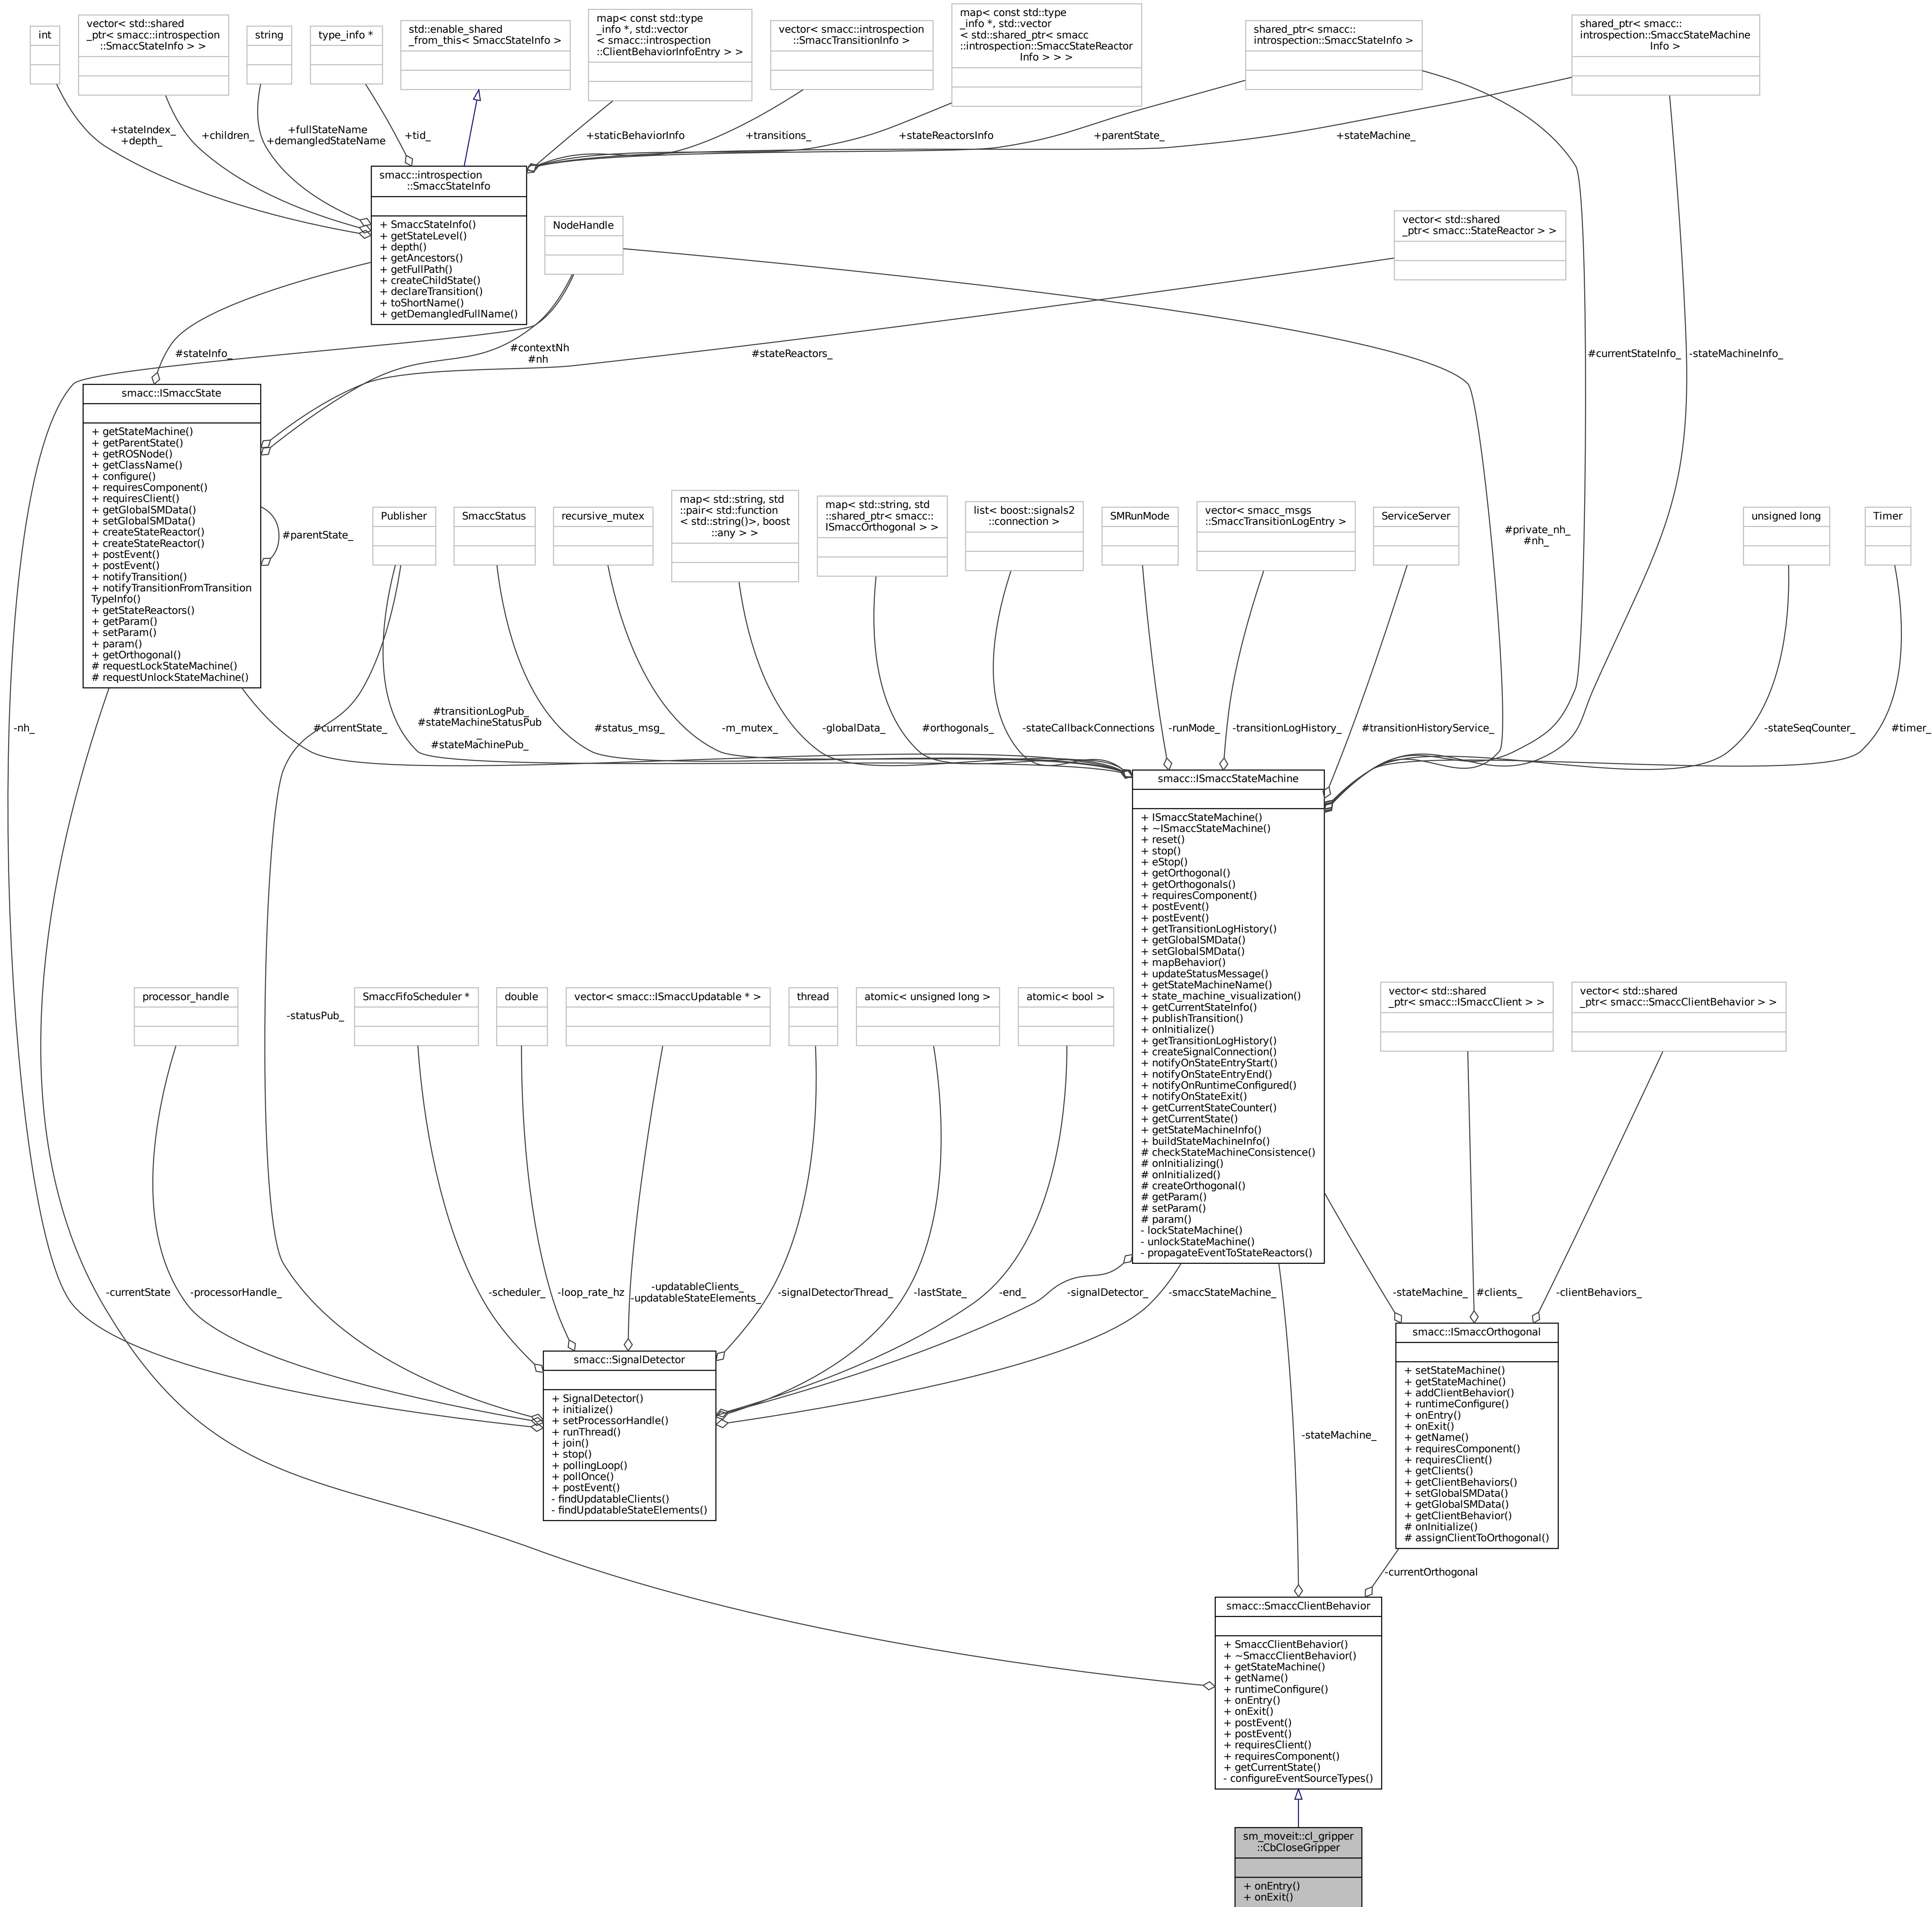 int
vector< std::shared
_ptr< smacc::introspection
::SmaccStateInfo > >
string
type_info *
std::enable_shared
_from_this< SmaccStateInfo >
map< const std::type
_info *, std::vector
< smacc::introspection
::ClientBehaviorInfoEntry > >
vector< smacc::introspection
::SmaccTransitionInfo >
map< const std::type
_info *, std::vector
< std::shared_ptr< smacc
::introspection::SmaccStateReactor
Info > > >
shared_ptr< smacc::
introspection::SmaccStateInfo >
shared_ptr< smacc::
introspection::SmaccStateMachine
Info >
+stateIndex_
+depth_
+children_
+fullStateName
+demangledStateName
+tid_
+staticBehaviorInfo
+transitions_
+stateReactorsInfo
+parentState_
+stateMachine_
smacc::introspection
::SmaccStateInfo
+ SmaccStateInfo()
+ getStateLevel()
+ depth()
+ getAncestors()
+ getFullPath()
+ createChildState()
+ declareTransition()
+ toShortName()
+ getDemangledFullName()
NodeHandle
vector< std::shared
_ptr< smacc::StateReactor > >
#stateInfo_
#contextNh
#nh
#stateReactors_
#currentStateInfo_
-stateMachineInfo_
smacc::ISmaccState
+ getStateMachine()
+ getParentState()
+ getROSNode()
+ getClassName()
+ configure()
+ requiresComponent()
+ requiresClient()
+ getGlobalSMData()
+ setGlobalSMData()
+ createStateReactor()
+ createStateReactor()
+ postEvent()
+ postEvent()
+ notifyTransition()
+ notifyTransitionFromTransition
TypeInfo()
+ getStateReactors()
+ getParam()
+ setParam()
+ param()
+ getOrthogonal()
# requestLockStateMachine()
# requestUnlockStateMachine()
#parentState_
Publisher
SmaccStatus
recursive_mutex
map< std::string, std
::pair< std::function
< std::string()>, boost
::any > >
map< std::string, std
::shared_ptr< smacc::
ISmaccOrthogonal > >
list< boost::signals2
::connection >
SMRunMode
vector< smacc_msgs
::SmaccTransitionLogEntry >
ServiceServer
#private_nh_
#nh_
unsigned long
Timer
-nh_
#currentState_
#transitionLogPub_
#stateMachineStatusPub
_
#stateMachinePub_
#status_msg_
-m_mutex_
-globalData_
#orthogonals_
-stateCallbackConnections
-runMode_
-transitionLogHistory_
#transitionHistoryService_
-stateSeqCounter_
#timer_
smacc::ISmaccStateMachine
+ ISmaccStateMachine()
+ ~ISmaccStateMachine()
+ reset()
+ stop()
+ eStop()
+ getOrthogonal()
+ getOrthogonals()
+ requiresComponent()
+ postEvent()
+ postEvent()
+ getTransitionLogHistory()
+ getGlobalSMData()
+ setGlobalSMData()
+ mapBehavior()
+ updateStatusMessage()
+ getStateMachineName()
+ state_machine_visualization()
+ getCurrentStateInfo()
+ publishTransition()
+ onInitialize()
+ getTransitionLogHistory()
+ createSignalConnection()
+ notifyOnStateEntryStart()
+ notifyOnStateEntryEnd()
+ notifyOnRuntimeConfigured()
+ notifyOnStateExit()
+ getCurrentStateCounter()
+ getCurrentState()
+ getStateMachineInfo()
+ buildStateMachineInfo()
# checkStateMachineConsistence()
# onInitializing()
# onInitialized()
# createOrthogonal()
# getParam()
# setParam()
# param()
- lockStateMachine()
- unlockStateMachine()
- propagateEventToStateReactors()
processor_handle
-statusPub_
SmaccFifoScheduler *
double
vector< smacc::ISmaccUpdatable * >
thread
atomic< unsigned long >
atomic< bool >
vector< std::shared
_ptr< smacc::ISmaccClient > >
vector< std::shared
_ptr< smacc::SmaccClientBehavior > >
-currentState
-processorHandle_
-scheduler_
-loop_rate_hz
-updatableClients_
-updatableStateElements_
-signalDetectorThread_
-lastState_
-end_
-signalDetector_
-smaccStateMachine_
-stateMachine_
#clients_
-clientBehaviors_
smacc::SignalDetector
+ SignalDetector()
+ initialize()
+ setProcessorHandle()
+ runThread()
+ join()
+ stop()
+ pollingLoop()
+ pollOnce()
+ postEvent()
- findUpdatableClients()
- findUpdatableStateElements()
smacc::ISmaccOrthogonal
+ setStateMachine()
+ getStateMachine()
+ addClientBehavior()
+ runtimeConfigure()
+ onEntry()
+ onExit()
+ getName()
+ requiresComponent()
+ requiresClient()
+ getClients()
+ getClientBehaviors()
+ setGlobalSMData()
+ getGlobalSMData()
+ getClientBehavior()
# onInitialize()
# assignClientToOrthogonal()
-stateMachine_
-currentOrthogonal
smacc::SmaccClientBehavior
+ SmaccClientBehavior()
+ ~SmaccClientBehavior()
+ getStateMachine()
+ getName()
+ runtimeConfigure()
+ onEntry()
+ onExit()
+ postEvent()
+ postEvent()
+ requiresClient()
+ requiresComponent()
+ getCurrentState()
- configureEventSourceTypes()
sm_moveit::cl_gripper
::CbCloseGripper
+ onEntry()
+ onExit()